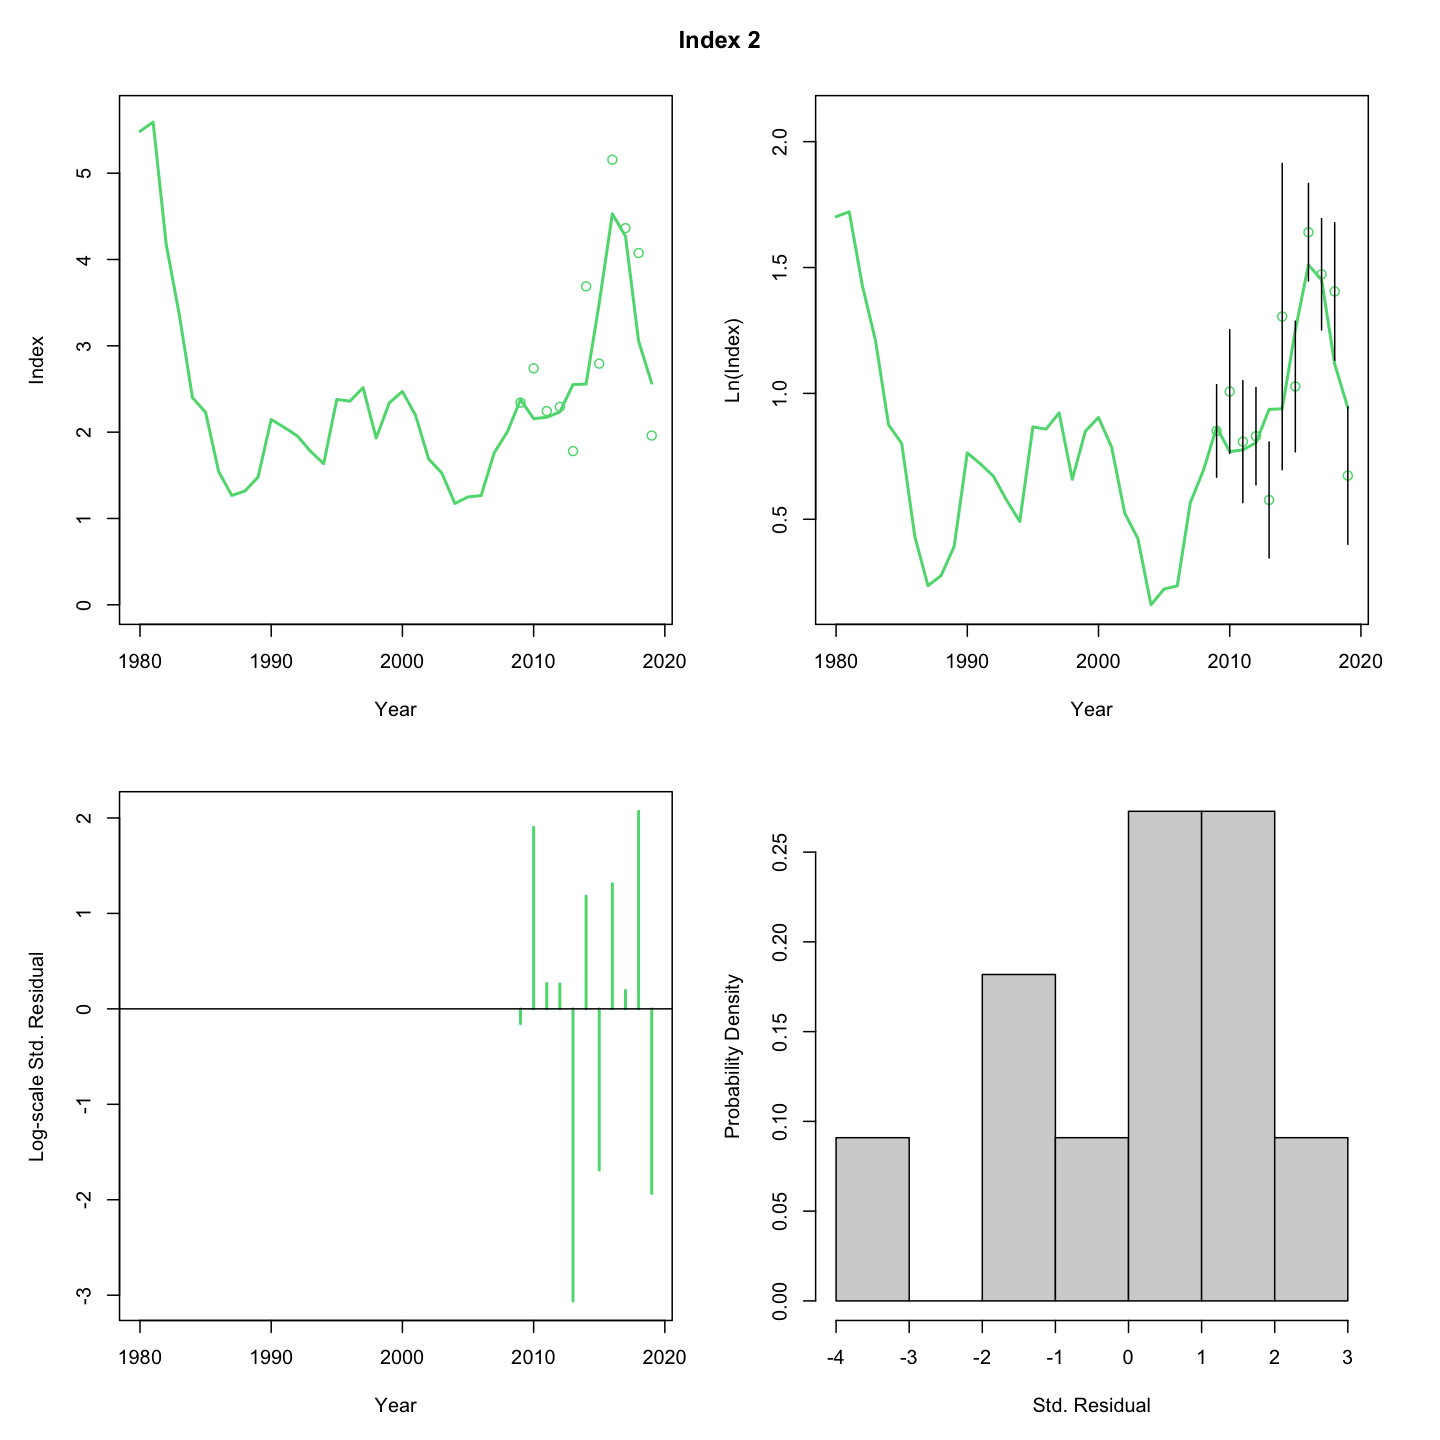 Index 2
Index
5
4
3
2
1
0
1980 1990 2000 2010 2020
Year
Ln(Index)
2.0
1.5
1.0
0.5
1980 1990 2000 2010 2020
Year
Log-scale Std. Residual
2
1
0
-1
-2
-3
1980 1990 2000 2010 2020
Year
Probability Density
0.25
0.20
0.15
0.10
0.05
0.00
-4 -3 -2 -1 0 1 2 3
Std. Residual